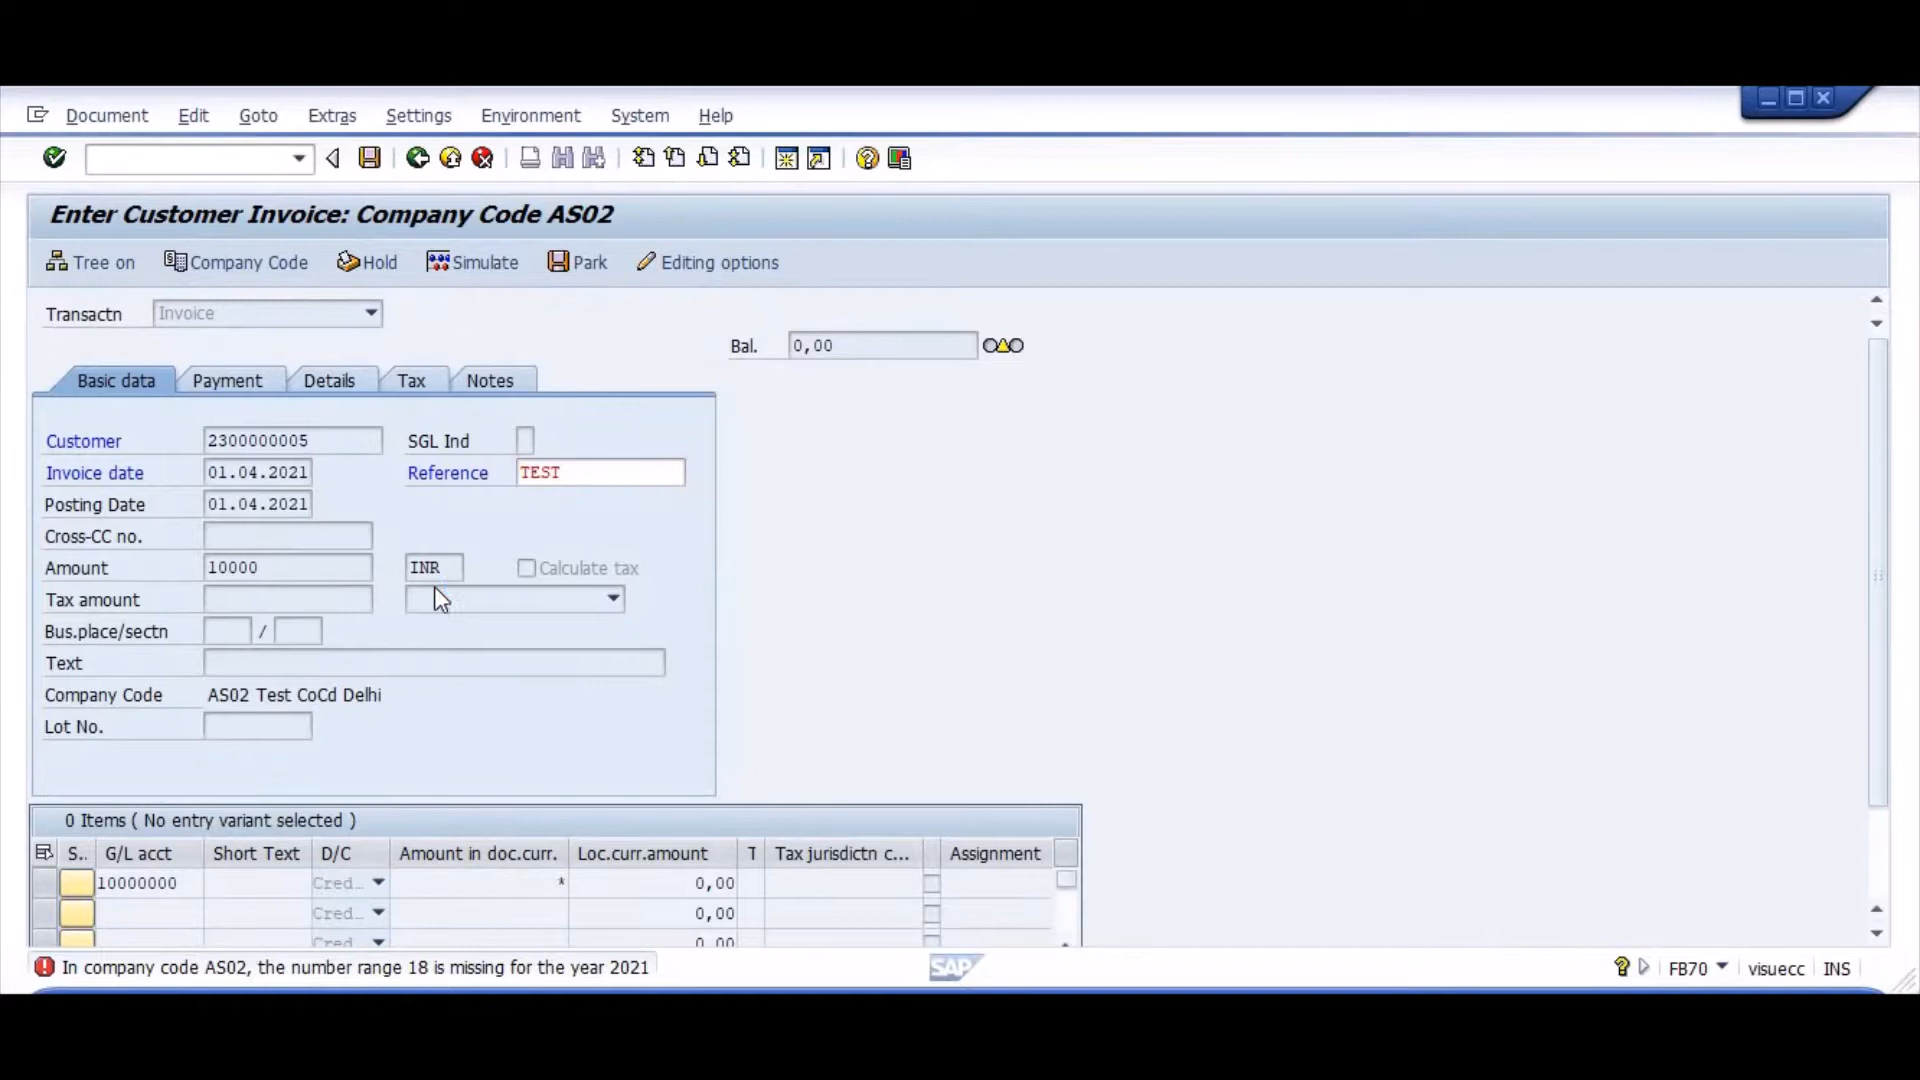 Document Edit Goto Extras Settings Environment System Help
Enter Customer Invoice: Company Code AS02
Tree on Company Code Hold Simulate Park Editing options
Transactn Invoice
Bal. 0,00
Basic data Payment Details Tax Notes
Customer 2300000005 SGL Ind
Invoice date 01.04.2021 Reference TEST
Posting Date 01.04.2021
Cross-CC no.
Amount 10000 INR Calculate tax
Tax amount
Bus.place/sectn /
Text
Company Code AS02 Test CoCd Delhi
Lot No.
0 Items ( No entry variant selected )
S.. G/L acct Short Text D/C Amount in doc.curr. Loc.curr.amount T Tax jurisdictn c... Assignment
10000000 Cred... * 0,00
Cred... 0,00
Cred 0,00
In company code AS02, the number range 18 is missing for the year 2021 SAP FB70 visuecc INS